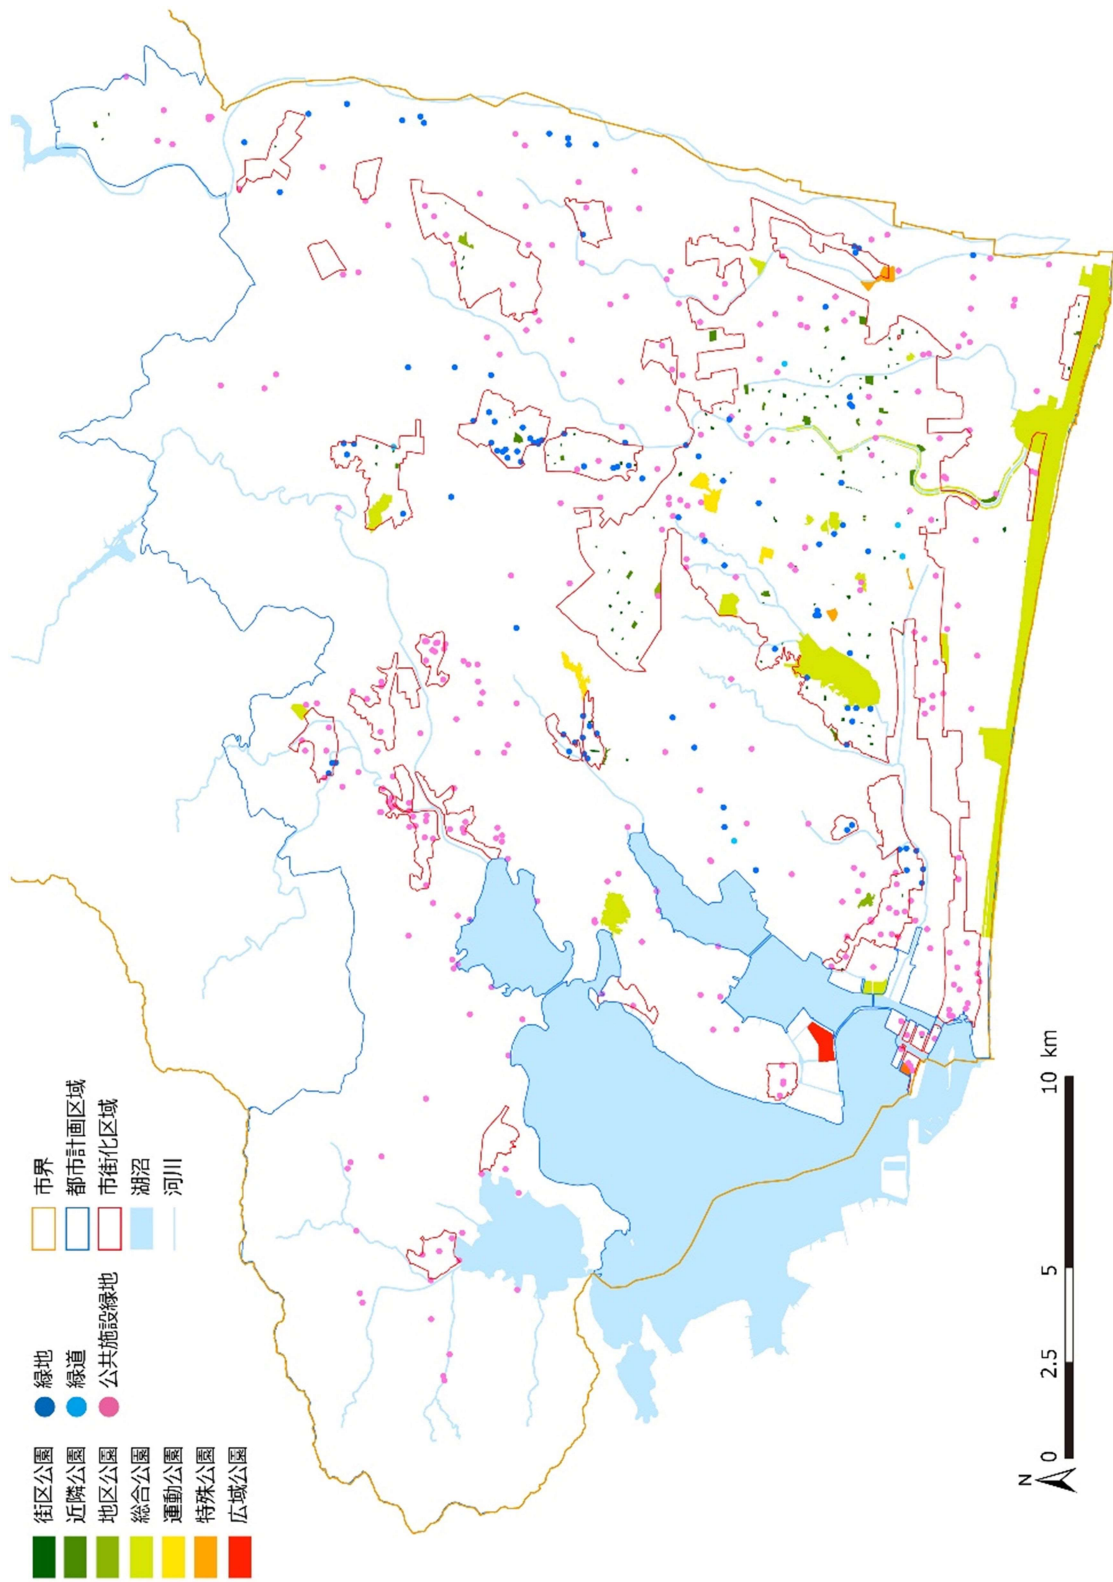 街区公園
近隣公園
地区公園
総合公園
運動公園
特殊公園
広域公園
緑地
緑道
公共施設緑地
市界
都市計画区域
市街化区域
湖沼
河川
N
0 2.5 5 10 km